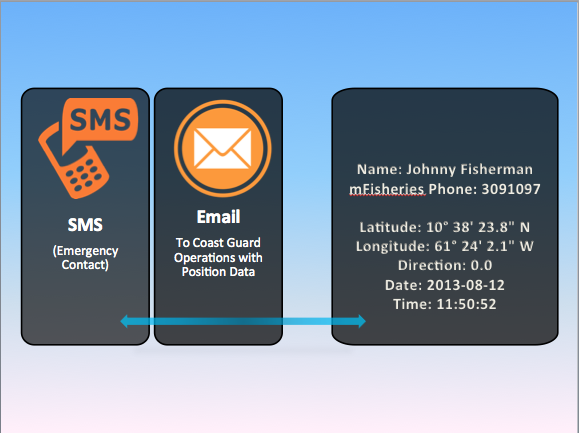 SMS
SMS
(Emergency
Contact)
Email
To Coast Guard
Operations with
Position Data
Name: Johnny Fisherman
mFisheries Phone: 3091097
Latitude: 10° 38' 23.8" N
Longitude: 61° 24' 2.1" W
Direction: 0.0
Date: 2013-08-12
Time: 11:50:52